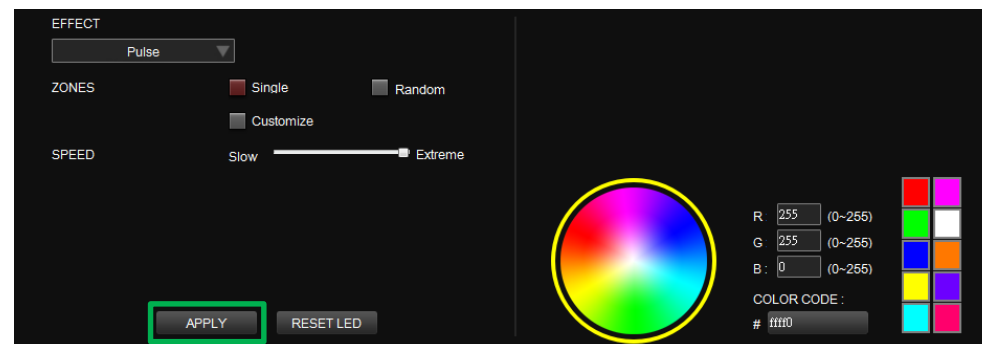 EFFECT
Pulse
ZONES
Single
Random
Customize
SPEED
Slow
Extreme
APPLY
RESET LED
R 255 (0~255)
G 255 (0~255)
B: 0 (0~255)
COLOR CODE :
# ffff0